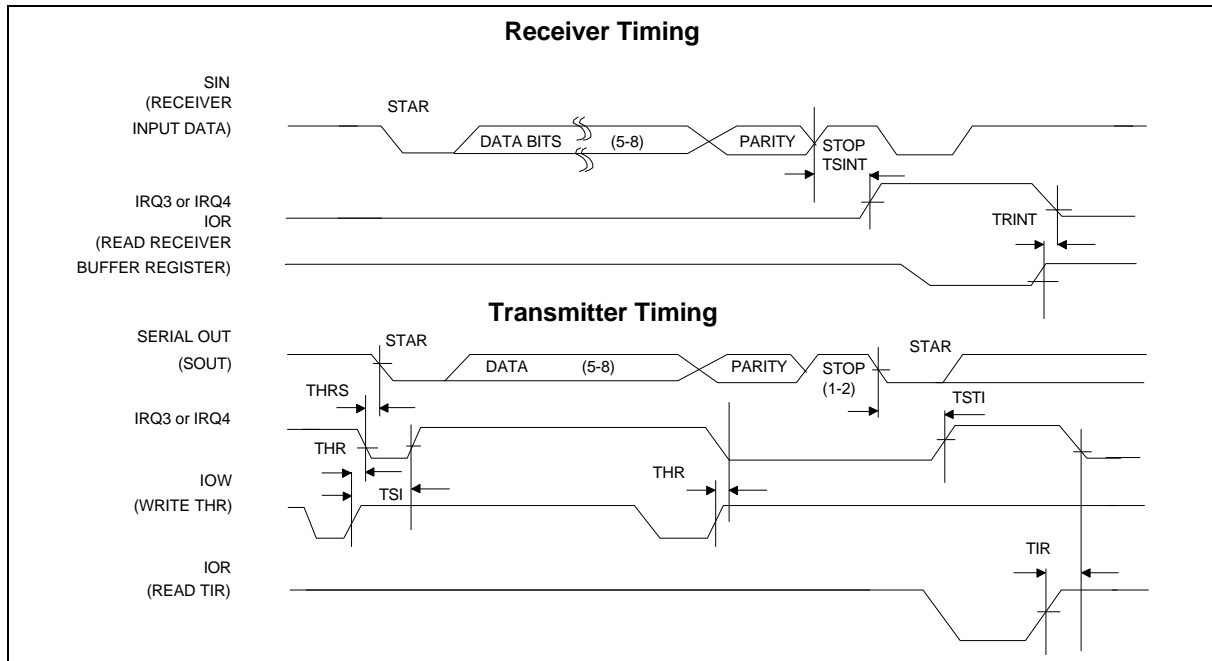 Receiver Timing
SIN
(RECEIVER
INPUT DATA)
STAR
DATA BITS (5-8)
PARITY
STOP
TSINT
IRQ3 or IRQ4
IOR
(READ RECEIVER
BUFFER REGISTER)
TRINT
Transmitter Timing
SERIAL OUT
(SOUT)
STAR
DATA (5-8)
PARITY
STOP
(1-2)
STAR
THRS
TSTI
IRQ3 or IRQ4
THR
THR
IOW
(WRITE THR)
TSI
TIR
IOR
(READ TIR)